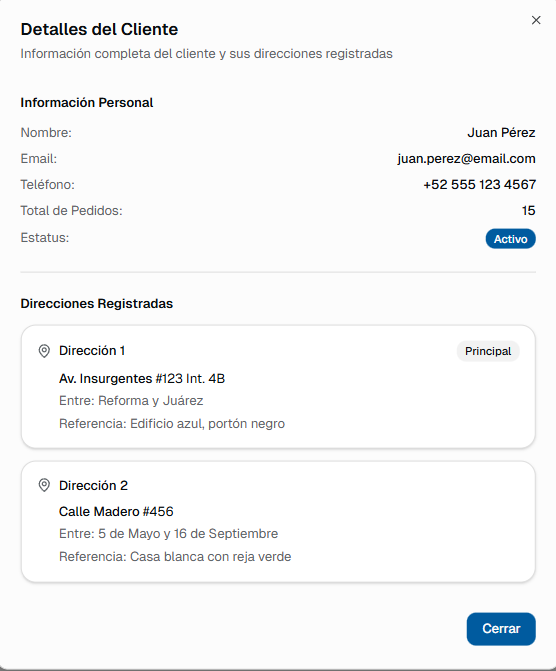 Detalles del Cliente
Información completa del cliente y sus direcciones registradas
Información Personal
Nombre: Juan Pérez
Email: juan.perez@email.com
Teléfono: +52 555 123 4567
Total de Pedidos: 15
Estatus: Activo
Direcciones Registradas
Dirección 1 Principal
Av. Insurgentes #123 Int. 4B
Entre: Reforma y Juárez
Referencia: Edificio azul, portón negro
Dirección 2
Calle Madero #456
Entre: 5 de Mayo y 16 de Septiembre
Referencia: Casa blanca con reja verde
Cerrar